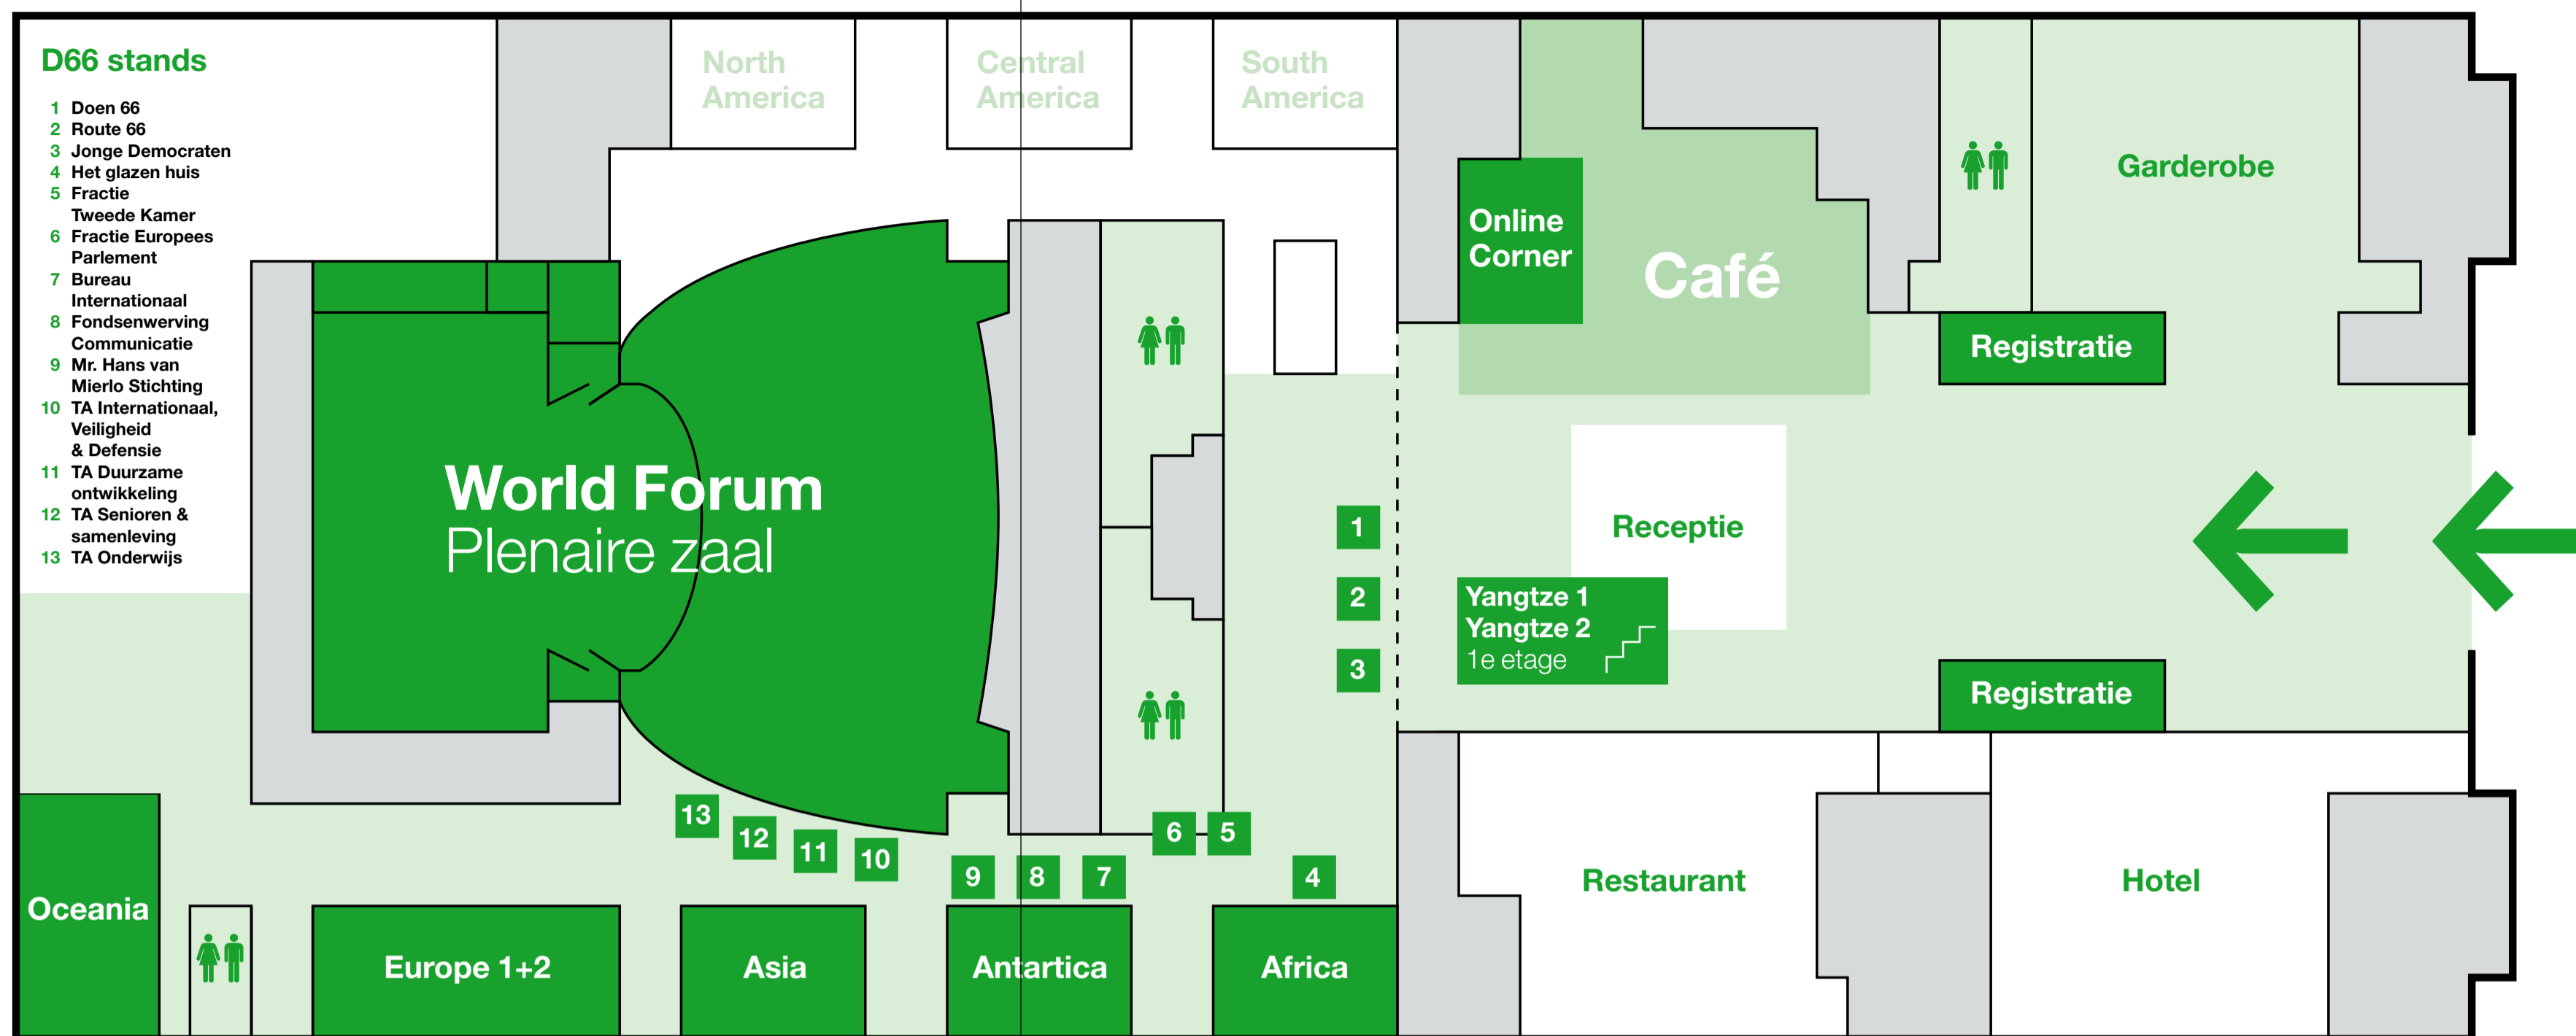 D66 stands
1 Doen 66
2 Route 66
3 Jonge Democraten
4 Het glazen huis
5 Fractie
Tweede Kamer
6 Fractie Europees
Parlement
7 Bureau
Internationaal
8 Fondsenwerving
Communicatie
9 Mr. Hans van
Mierlo Stichting
10 TA Internationaal,
Veiligheid
& Defensie
11 TA Duurzame
ontwikkeling
12 TA Senioren &
samenleving
13 TA Onderwijs
North
America
Central
America
South
America
Online
Corner
Café
Garderobe
Registratie
World Forum
Plenaire zaal
1
2
3
Receptie
Yangtze 1
Yangtze 2
1e etage
Registratie
13
12
11
10
9
8
7
6
5
4
Oceania
Europe 1+2
Asia
Antartica
Africa
Restaurant
Hotel